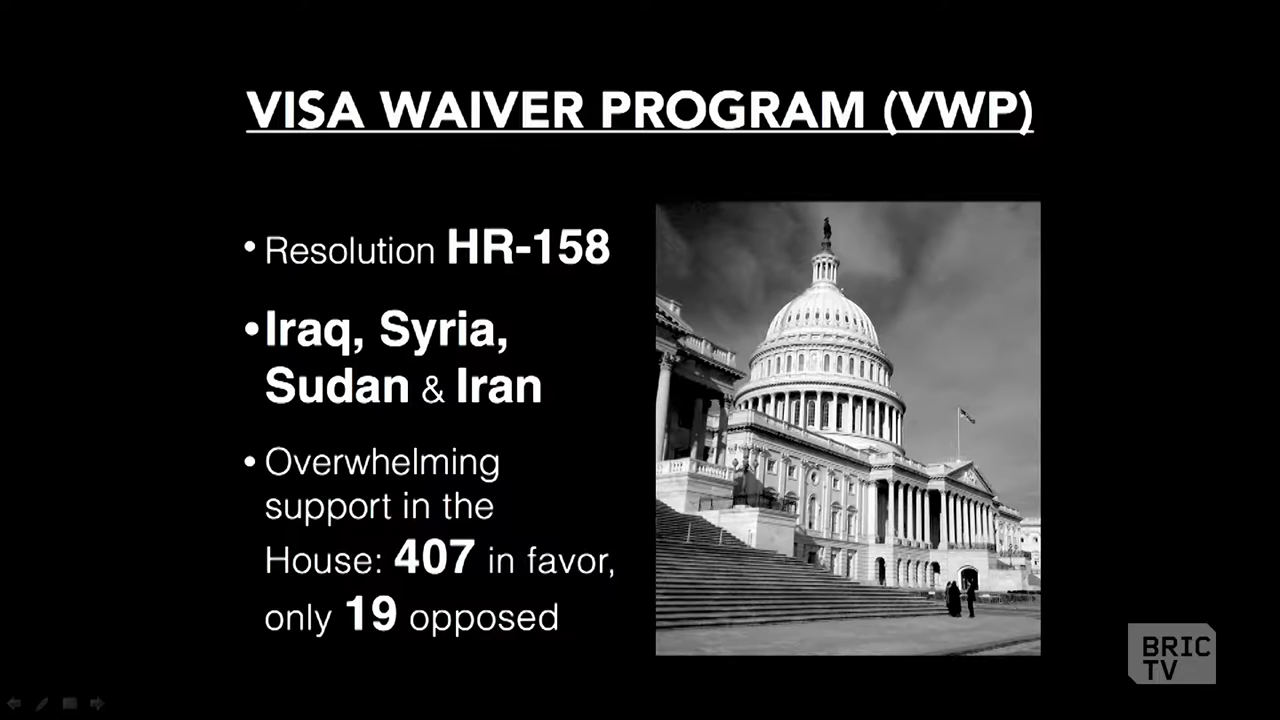 VISA WAIVER PROGRAM (VWP)
• Resolution HR-158
• Iraq, Syria,
Sudan & Iran
• Overwhelming
support in the
House: 407 in favor,
only 19 opposed
BRIC
TV